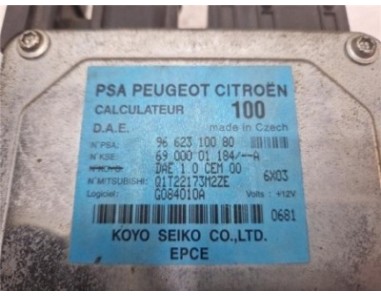 PSA PEUGEOT CITROËN
CALCULATEUR 100
D.A.E. made in Czech
N°PSA: 96 623 100 80
N°KSE: 69 000 01 184/--A
DAE 1 0 CEM 00
N°MITSUBISHI: Q1T22173M2ZE 6X03
Logiciel: G084010A Volts: +12V
0681
KOYO SEIKO CO.,LTD.
EPCE